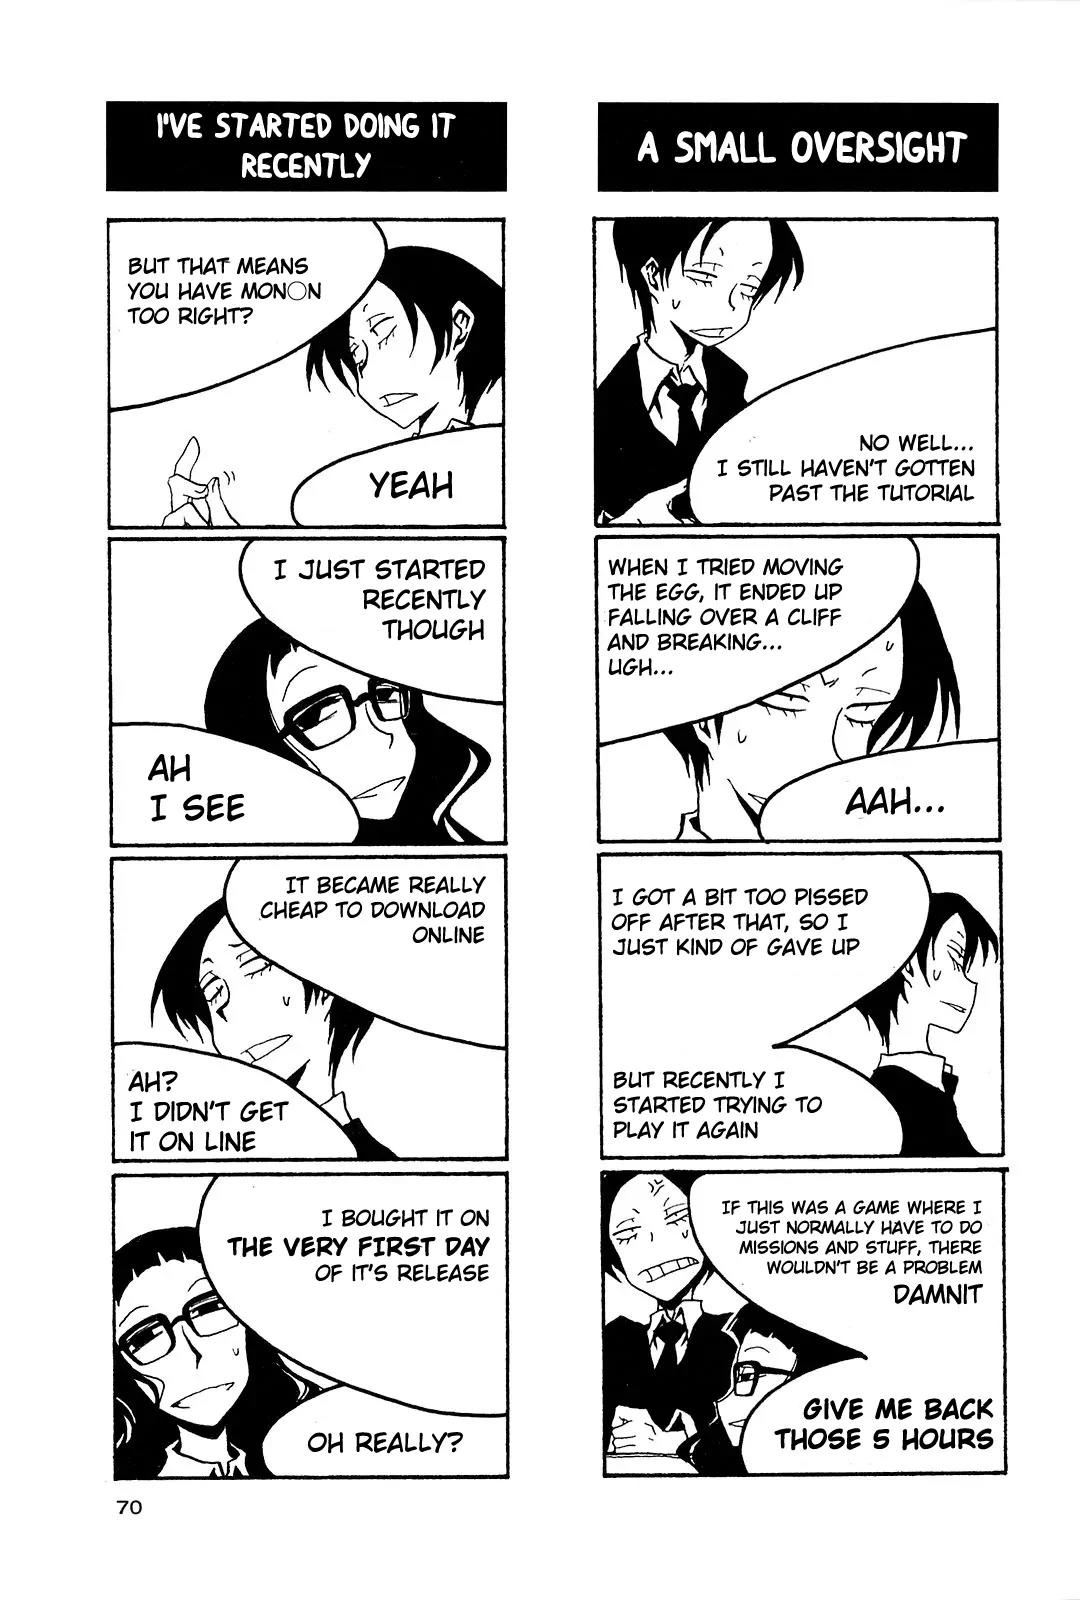 A SMALL OVERSIGHT
NO WELL...
I STILL HAVEN'T GOTTEN
PAST THE TUTORIAL
WHEN I TRIED MOVING
THE EGG, IT ENDED UP
FALLING OVER A CLIFF
AND BREAKING...
UGH...
AAH...
I GOT A BIT TOO PISSED
OFF AFTER THAT, SO I
JUST KIND OF GAVE UP
BUT RECENTLY I
STARTED TRYING TO
PLAY IT AGAIN
IF THIS WAS A GAME WHERE I
JUST NORMALLY HAVE TO DO
MISSIONS AND STUFF, THERE
WOULDN'T BE A PROBLEM
DAMNIT
GIVE ME BACK
THOSE 5 HOURS
I'VE STARTED DOING IT
RECENTLY
BUT THAT MEANS
YOU HAVE MON○N
TOO RIGHT?
YEAH
I JUST STARTED
RECENTLY
THOUGH
AH
I SEE
IT BECAME REALLY
CHEAP TO DOWNLOAD
ONLINE
AH?
I DIDN'T GET
IT ON LINE
I BOUGHT IT ON
THE VERY FIRST DAY
OF IT'S RELEASE
OH REALLY?
70